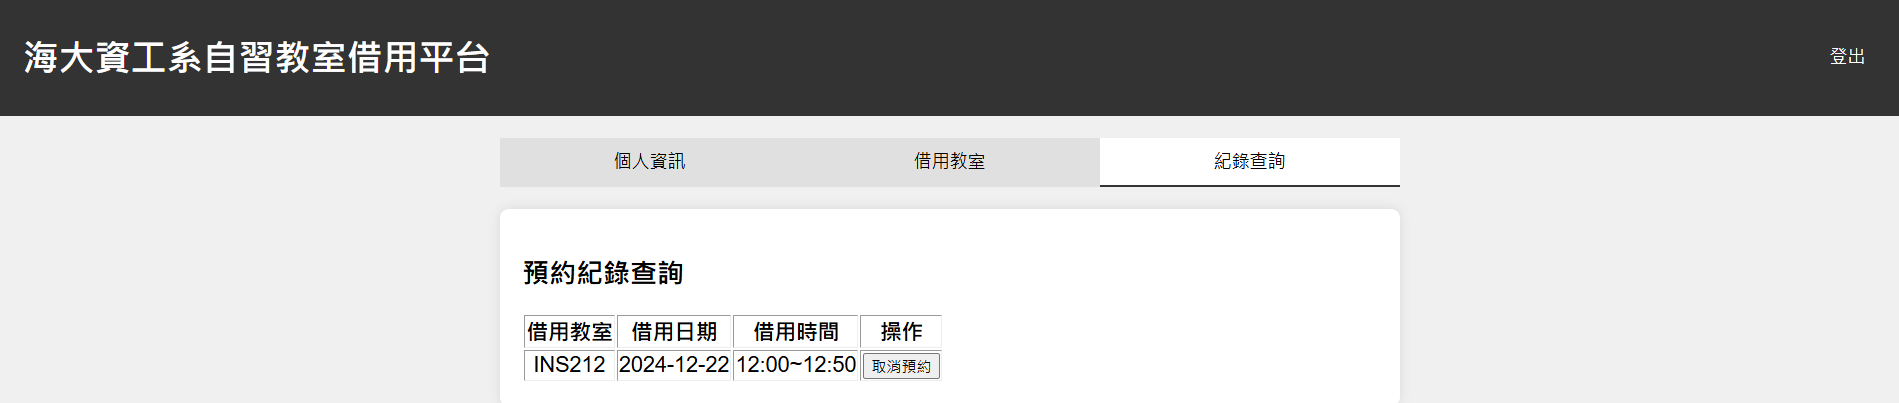 海大資工系自習教室借用平台
登出
個人資訊 借用教室 紀錄查詢
預約紀錄查詢
借用教室 借用日期 借用時間 操作
INS212 2024-12-22 12:00~12:50 取消預約